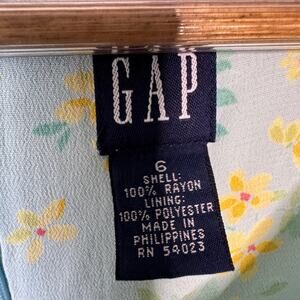 GAP
6
SHELL:
100% RAYON
LINING:
100% POLYESTER
MADE IN
PHILIPPINES
RN 54023